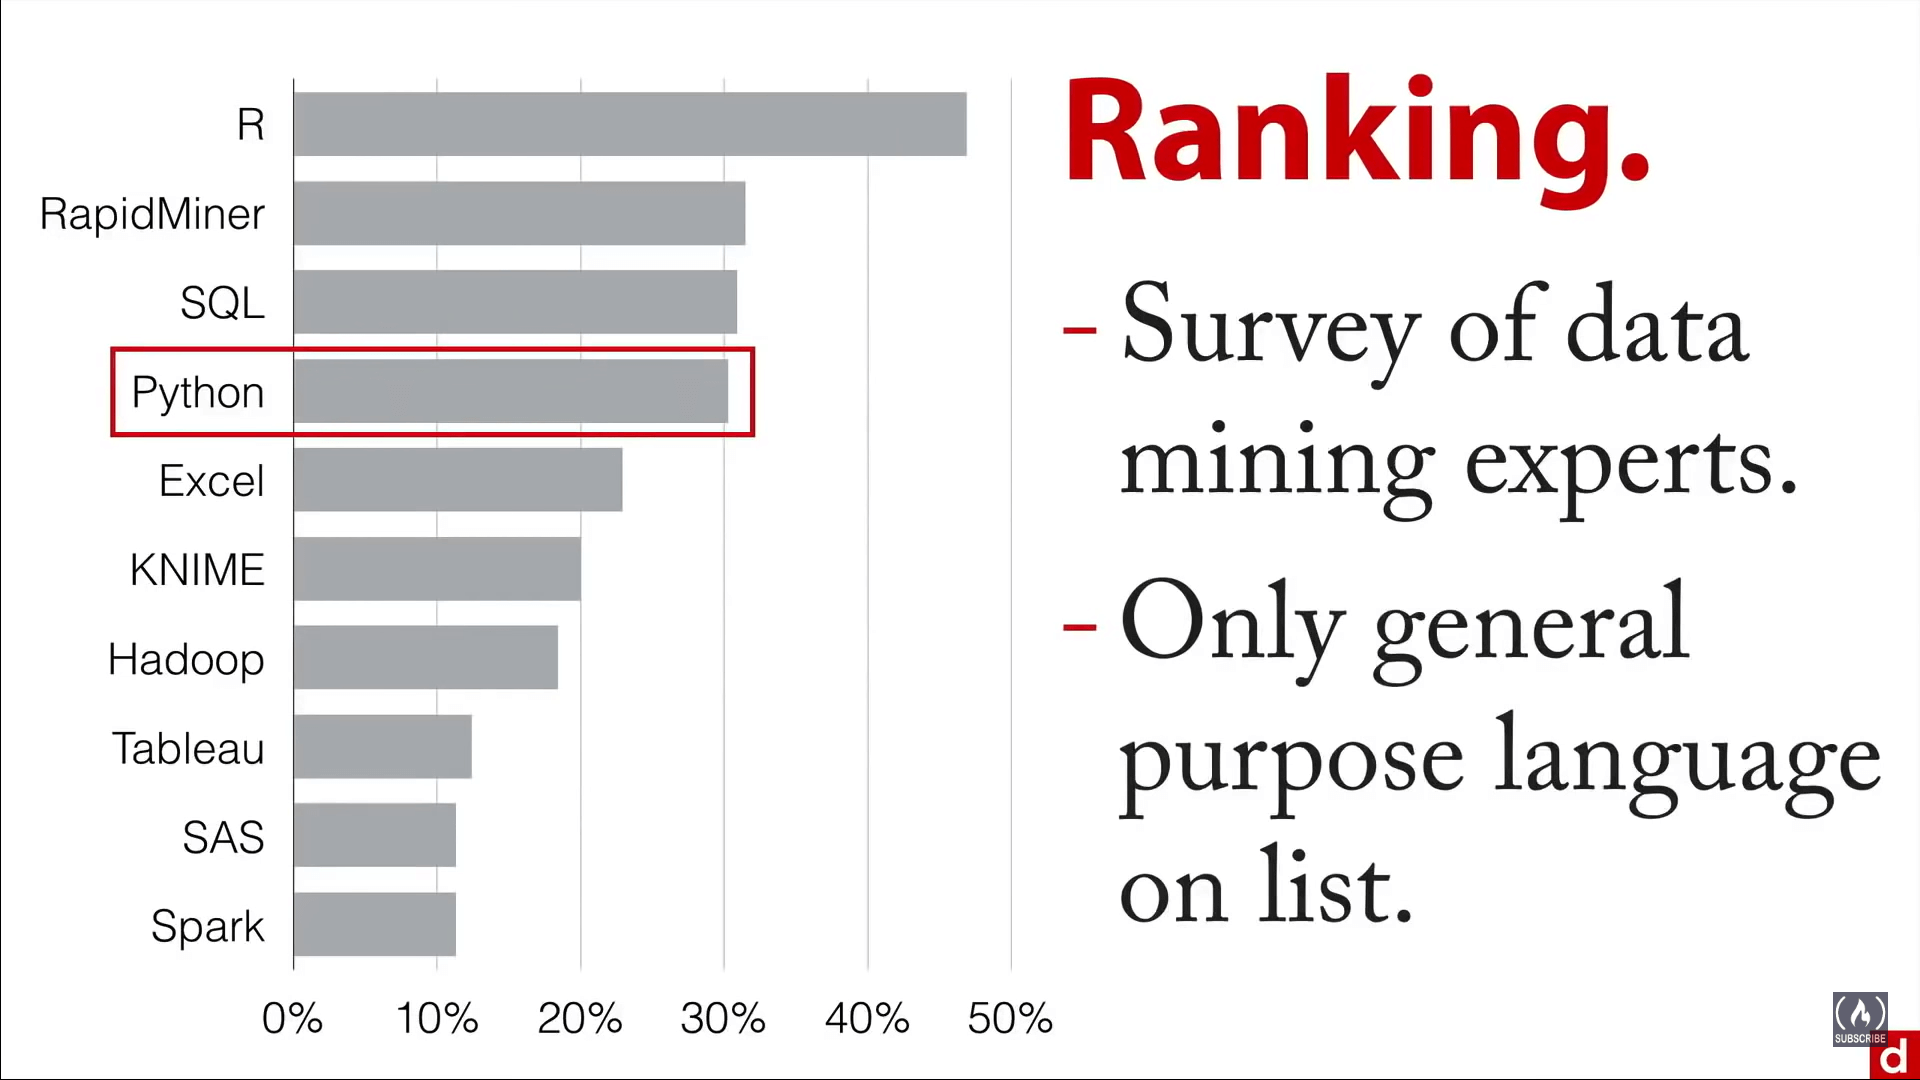 R
RapidMiner
SQL
Python
Excel
KNIME
Hadoop
Tableau
SAS
Spark
0% 10% 20% 30% 40% 50%
Ranking.
- Survey of data
mining experts.
- Only general
purpose language
on list.
SUBSCRIBE
d